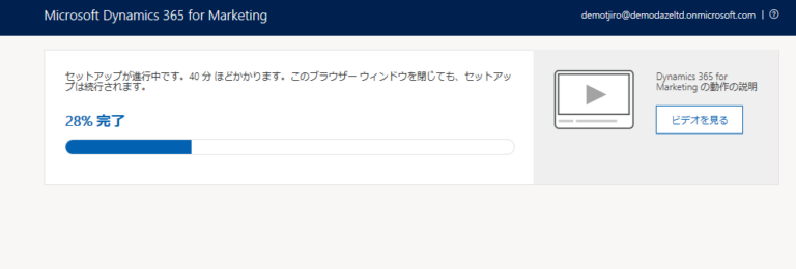 Microsoft Dynamics 365 for Marketing
demotjiro@demodazeltd.onmicrosoft.com | ?
セットアップが進行中です。40 分 ほどかかります。このブラウザー ウィンドウを閉じても、セットアッ
プは続行されます。
28% 完了
Dynamics 365 for
Marketing の動作の説明
ビデオを見る